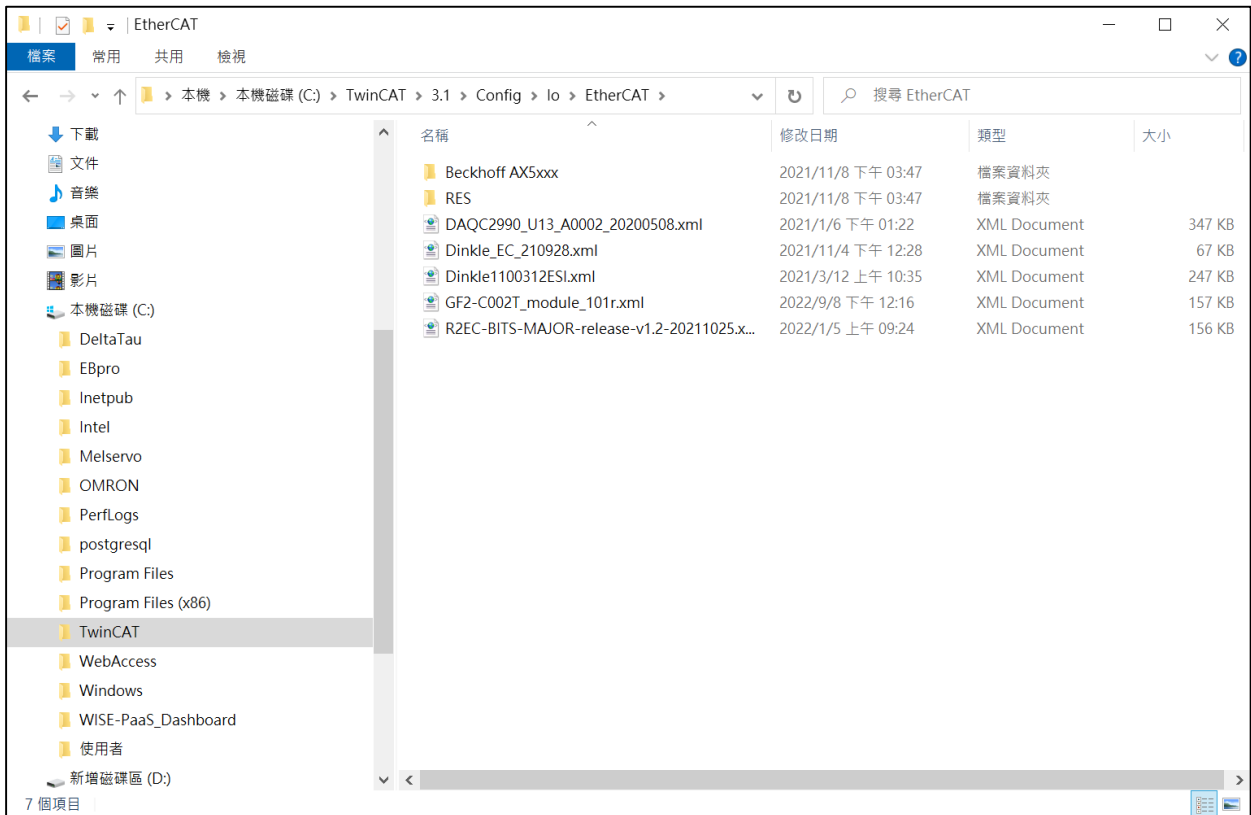 EtherCAT
檔案 常用 共用 檢視
本機 本機磁碟 (C:) TwinCAT 3.1 Config Io EtherCAT 搜尋 EtherCAT
下載
文件
音樂
桌面
圖片
影片
本機磁碟 (C:)
DeltaTau
EBpro
Inetpub
Intel
Melservo
OMRON
PerfLogs
postgresql
Program Files
Program Files (x86)
TwinCAT
WebAccess
Windows
WISE-PaaS_Dashboard
使用者
新增磁碟區 (D:)
名稱 修改日期 類型 大小
Beckhoff AX5xxx 2021/11/8 下午 03:47 檔案資料夾
RES 2021/11/8 下午 03:47 檔案資料夾
DAQC2990_U13_A0002_20200508.xml 2021/1/6 下午 01:22 XML Document 347 KB
Dinkle_EC_210928.xml 2021/11/4 下午 12:28 XML Document 67 KB
Dinkle1100312ESI.xml 2021/3/12 上午 10:35 XML Document 247 KB
GF2-C002T_module_101r.xml 2022/9/8 下午 12:16 XML Document 157 KB
R2EC-BITS-MAJOR-release-v1.2-20211025.x... 2022/1/5 上午 09:24 XML Document 156 KB
7 個項目